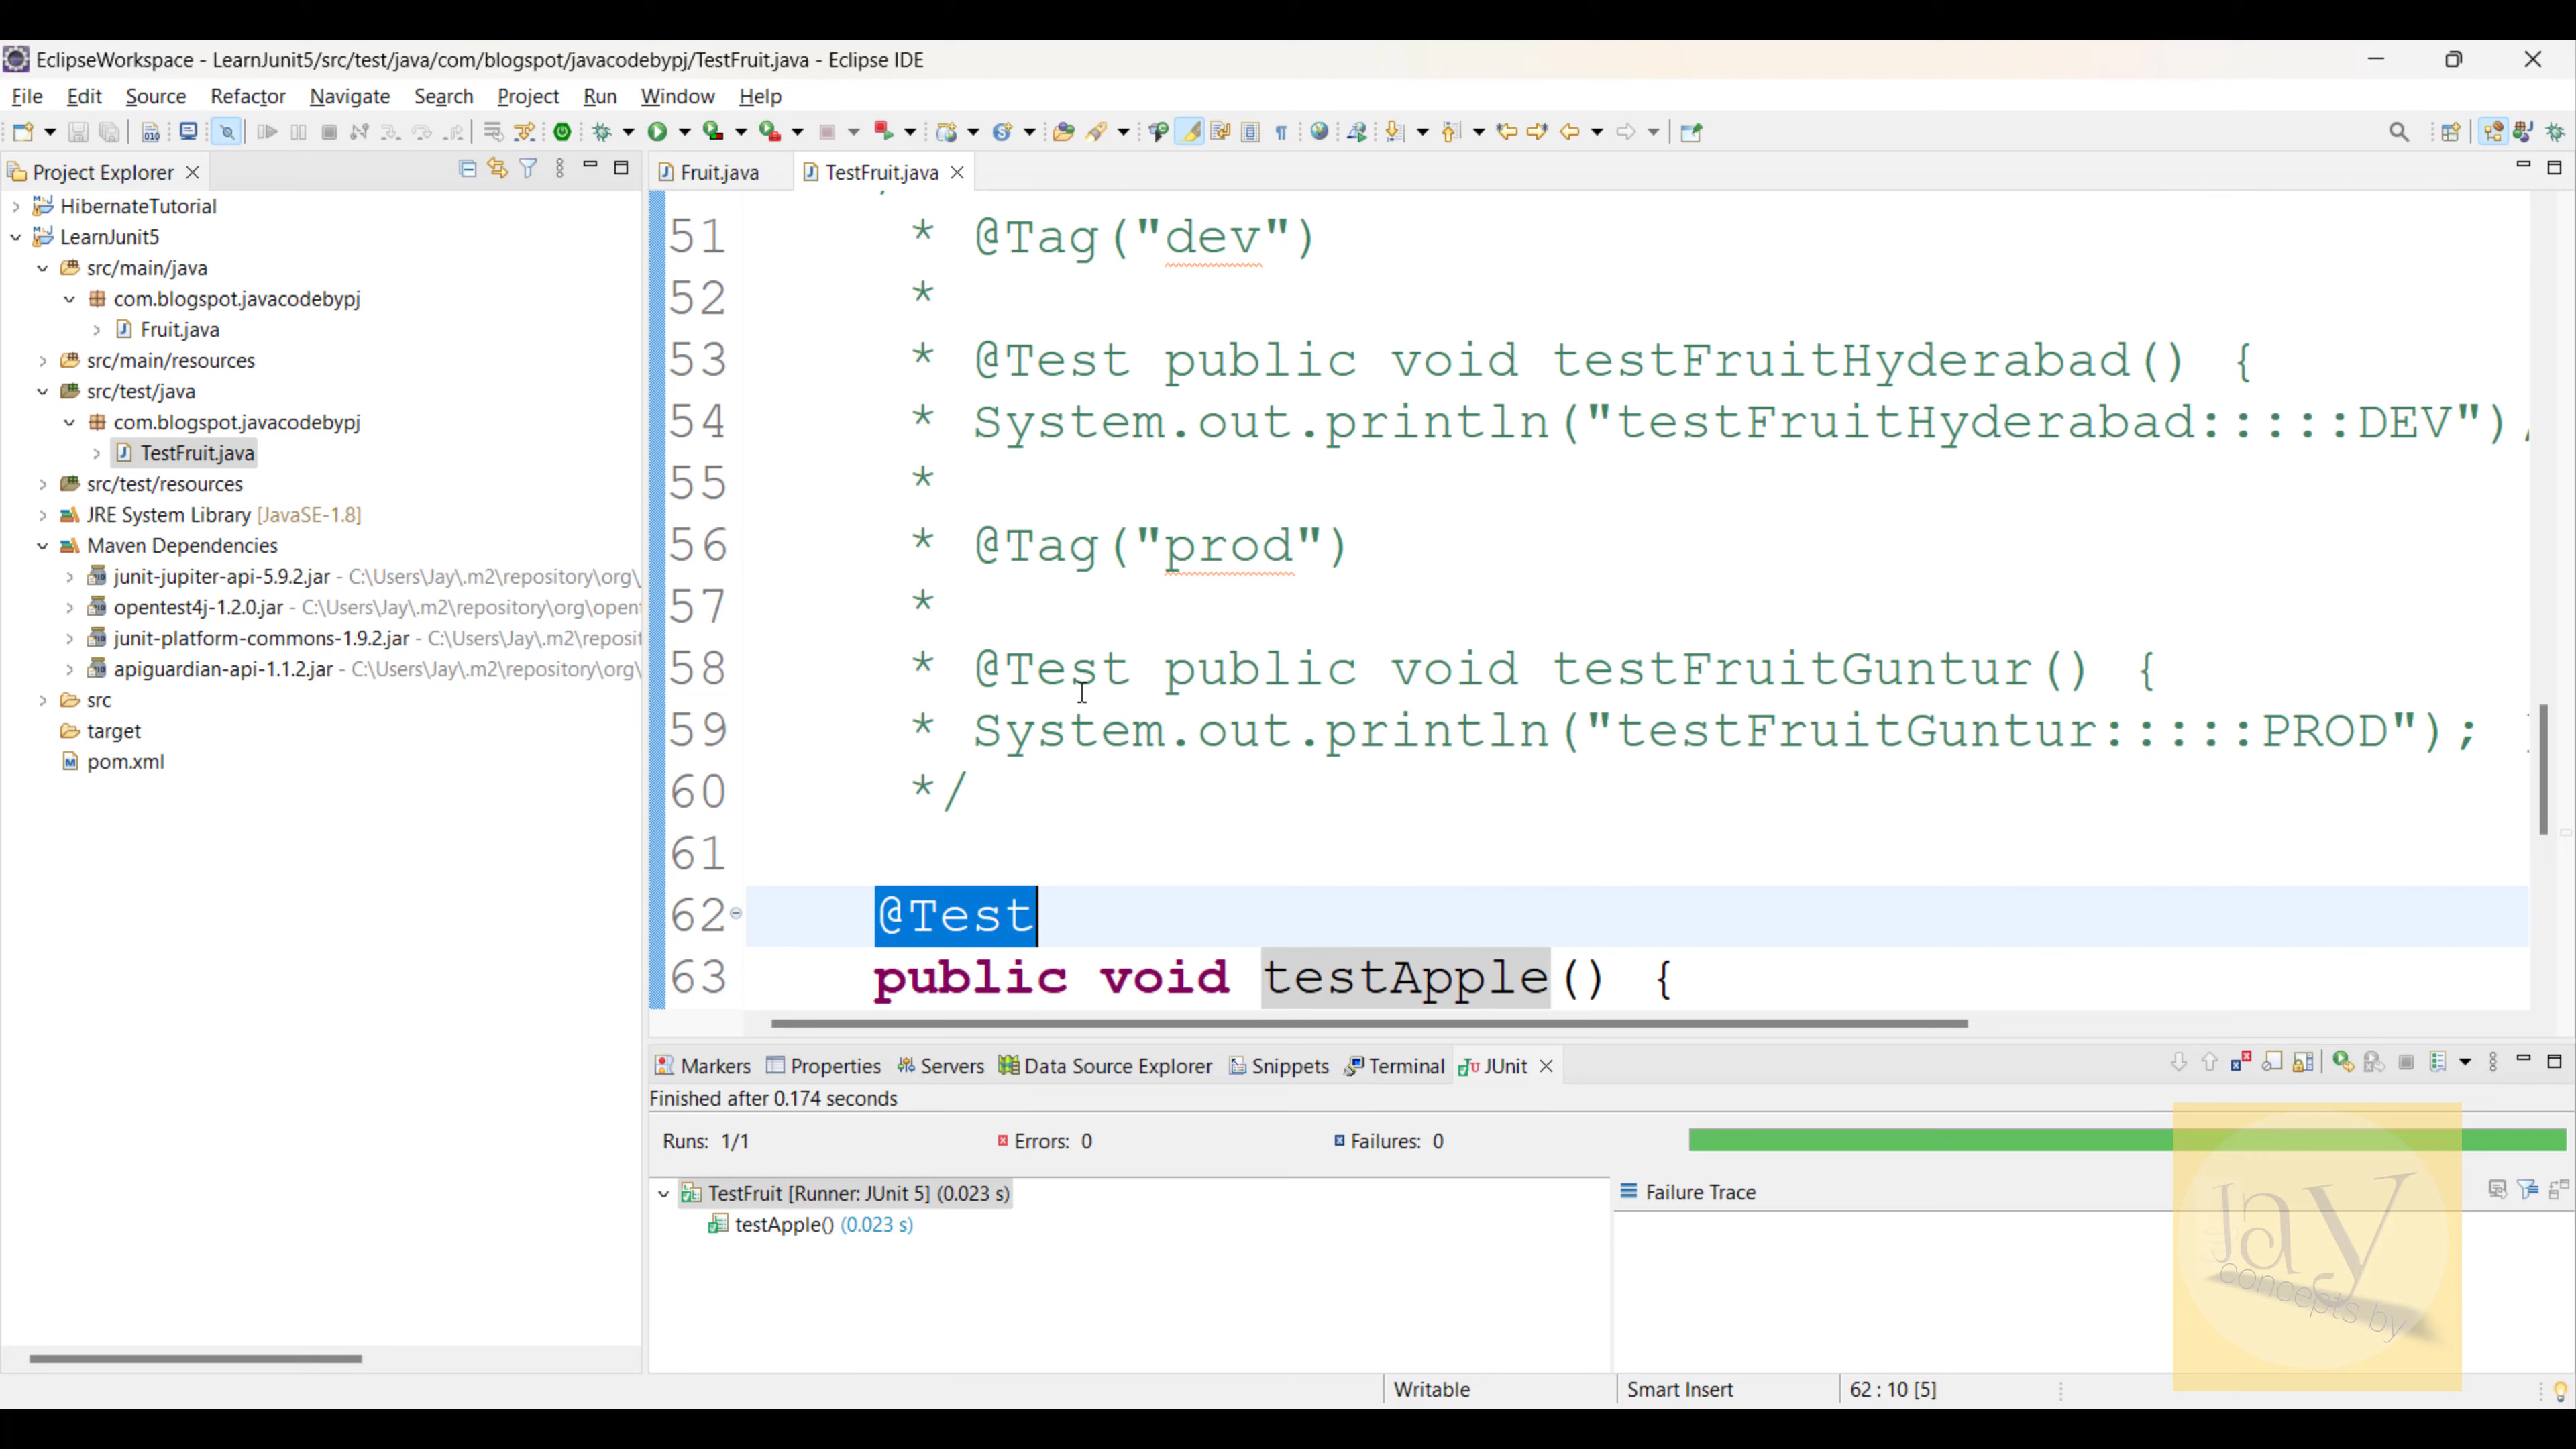 EclipseWorkspace - LearnJunit5/src/test/java/com/blogspot/javacodebypj/TestFruit.java - Eclipse IDE
File Edit Source Refactor Navigate Search Project Run Window Help
Project Explorer
HibernateTutorial
LearnJunit5
src/main/java
com.blogspot.javacodebypj
Fruit.java
src/main/resources
src/test/java
com.blogspot.javacodebypj
TestFruit.java
src/test/resources
JRE System Library [JavaSE-1.8]
Maven Dependencies
junit-jupiter-api-5.9.2.jar - C:\Users\Jay\.m2\repository\org\
opentest4j-1.2.0.jar - C:\Users\Jay\.m2\repository\org\opent
junit-platform-commons-1.9.2.jar - C:\Users\Jay\.m2\reposit
apiguardian-api-1.1.2.jar - C:\Users\Jay\.m2\repository\org\
src
target
pom.xml
Fruit.java TestFruit.java
51 * @Tag("dev")
52 *
53 * @Test public void testFruitHyderabad() {
54 * System.out.println("testFruitHyderabad:::::DEV");
55 *
56 * @Tag("prod")
57 *
58 * @Test public void testFruitGuntur() {
59 * System.out.println("testFruitGuntur:::::PROD"); }
60 */
61
62 @Test
63 public void testApple() {
Markers Properties Servers Data Source Explorer Snippets Terminal JUnit
Finished after 0.174 seconds
Runs: 1/1 Errors: 0 Failures: 0
TestFruit [Runner: JUnit 5] (0.023 s)
testApple() (0.023 s)
Failure Trace
Jay
concepts by
Writable Smart Insert 62 : 10 [5]